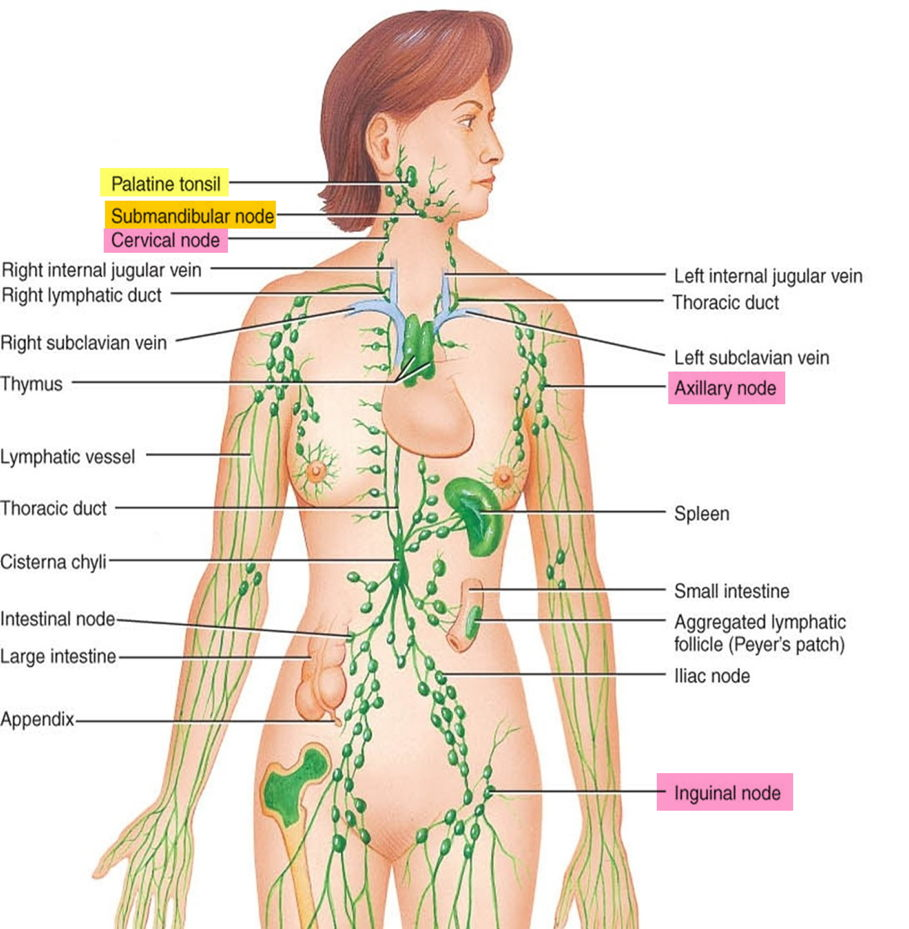 Palatine tonsil
Submandibular node
Cervical node
Right internal jugular vein
Right lymphatic duct
Right subclavian vein
Thymus
Lymphatic vessel
Thoracic duct
Cisterna chyli
Intestinal node
Large intestine
Appendix
Left internal jugular vein
Thoracic duct
Left subclavian vein
Axillary node
Spleen
Small intestine
Aggregated lymphatic
follicle (Peyer's patch)
Iliac node
Inguinal node